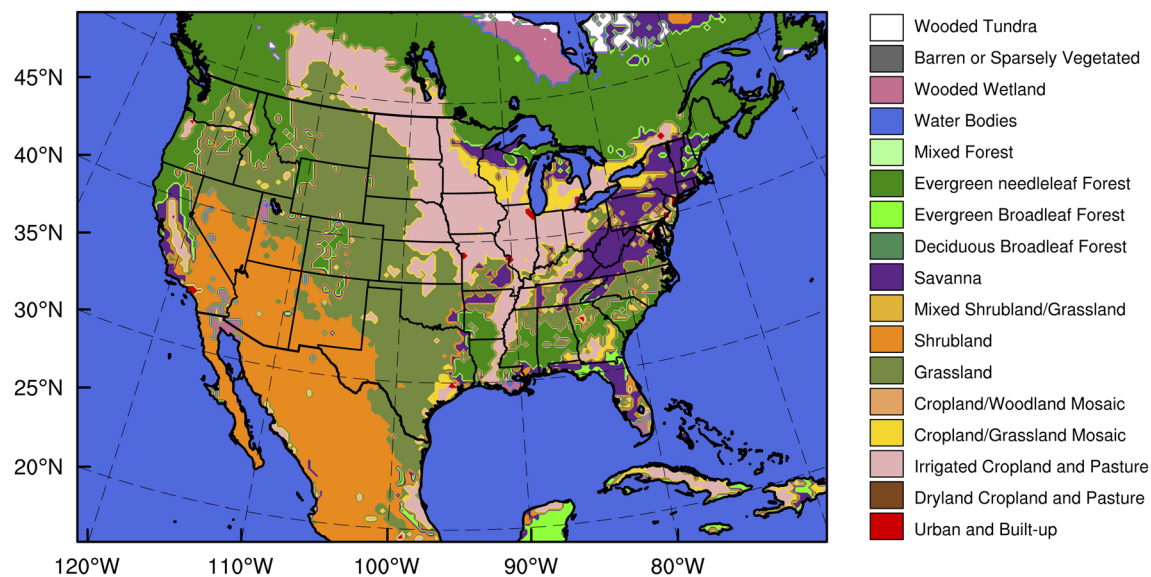 45°N
40°N
35°N
30°N
25°N
20°N
120°W
110°W
100°W
90°W
80°W
Wooded Tundra
Barren or Sparsely Vegetated
Wooded Wetland
Water Bodies
Mixed Forest
Evergreen needleleaf Forest
Evergreen Broadleaf Forest
Deciduous Broadleaf Forest
Savanna
Mixed Shrubland/Grassland
Shrubland
Grassland
Cropland/Woodland Mosaic
Cropland/Grassland Mosaic
Irrigated Cropland and Pasture
Dryland Cropland and Pasture
Urban and Built-up